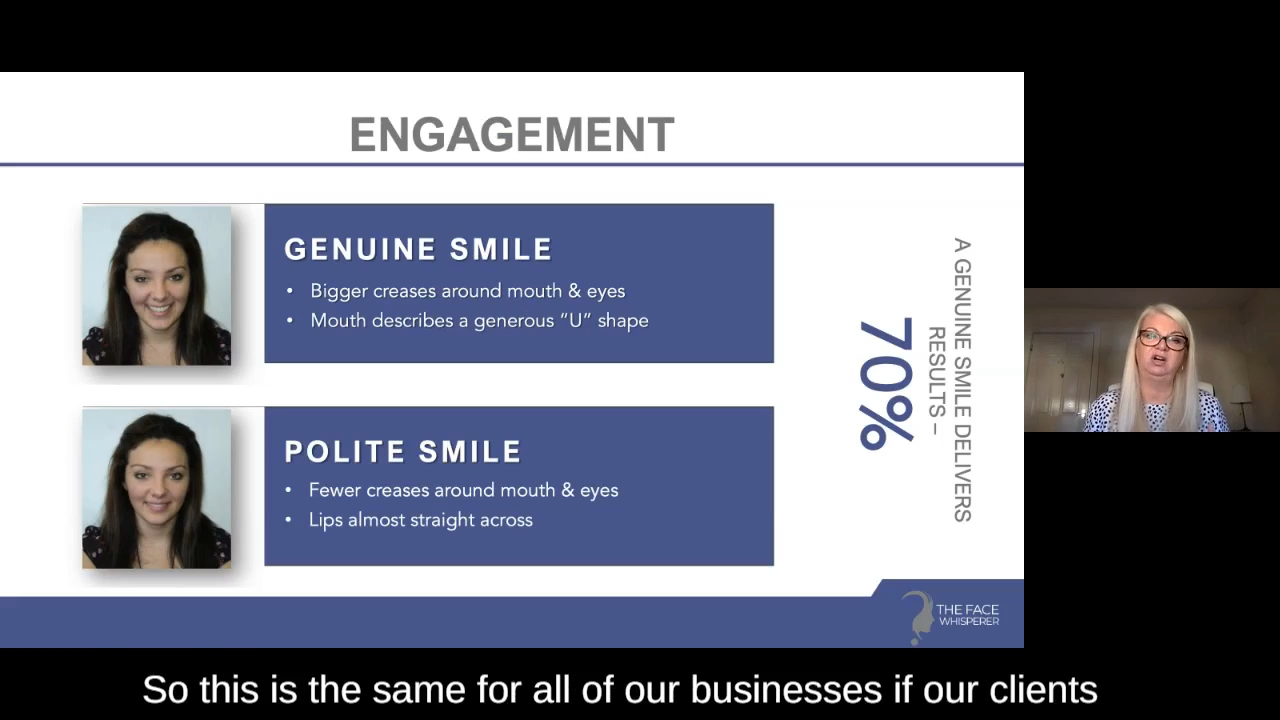 ENGAGEMENT
GENUINE SMILE
• Bigger creases around mouth & eyes
• Mouth describes a generous “U” shape
POLITE SMILE
• Fewer creases around mouth & eyes
• Lips almost straight across
A GENUINE SMILE DELIVERS
RESULTS –
70%
THE FACE
WHISPERER
So this is the same for all of our businesses if our clients